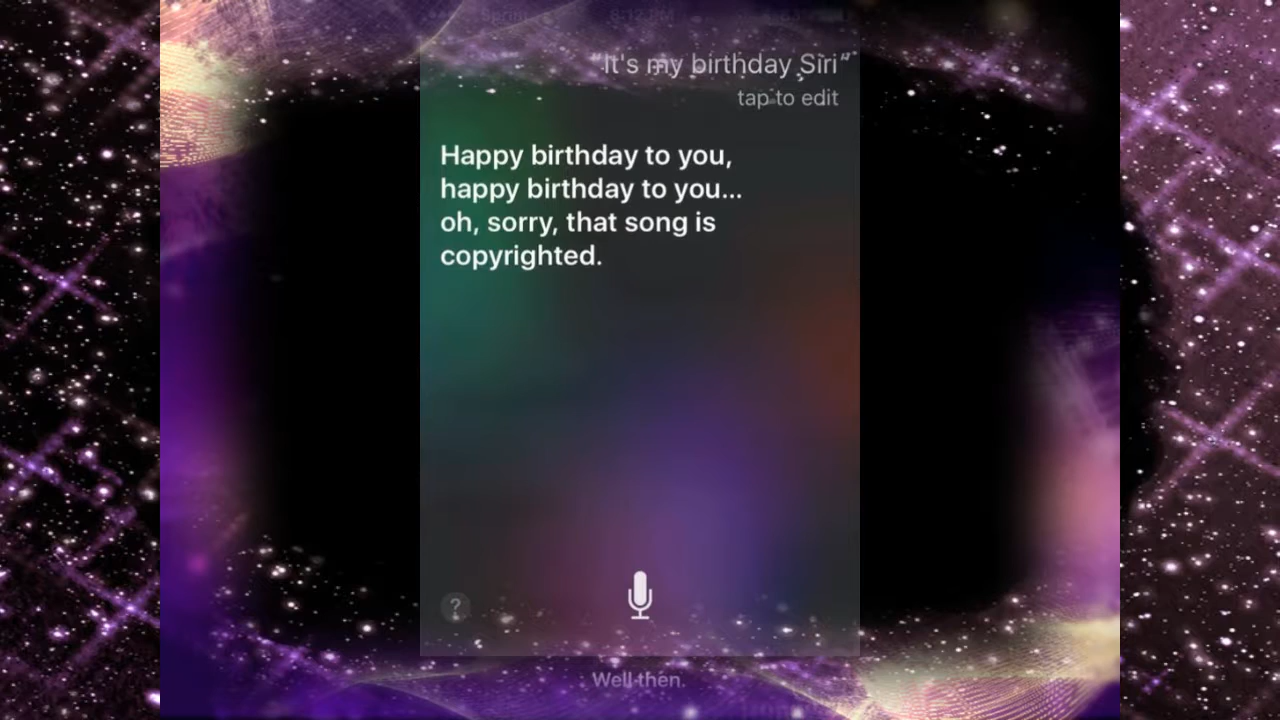 “It's my birthday Siri”
tap to edit
Happy birthday to you,
happy birthday to you...
oh, sorry, that song is
copyrighted.
?
Well then.